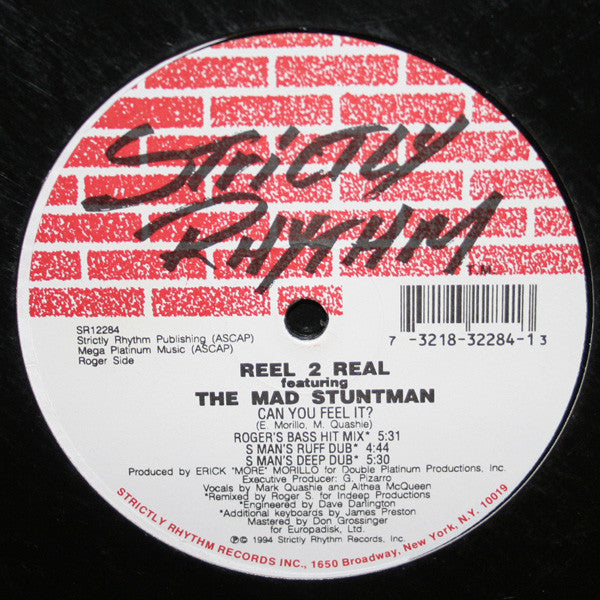 STRICTLY
RHYTHM
T.M.
SR12284
Strictly Rhythm Publishing (ASCAP)
Mega Platinum Music (ASCAP)
Roger Side
7 -3218-32284-1 3
REEL 2 REAL
featuring
THE MAD STUNTMAN
CAN YOU FEEL IT?
(E. Morillo, M. Quashie)
ROGER'S BASS HIT MIX* 5:31
S MAN'S RUFF DUB* 4:44
S MAN'S DEEP DUB* 5:30
Produced by ERICK "MORE" MORILLO for Double Platinum Productions, Inc.
Executive Producer: G. Pizarro
Vocals by Mark Quashie and Althea McQueen
*Remixed by Roger S. for Indeep Productions
*Engineered by Dave Darlington
*Additional keyboards by James Preston
Mastered by Don Grossinger
for Europadisk, Ltd.
℗© 1994 Strictly Rhythm Records, Inc.
STRICTLY RHYTHM RECORDS INC., 1650 Broadway, New York, N.Y. 10019